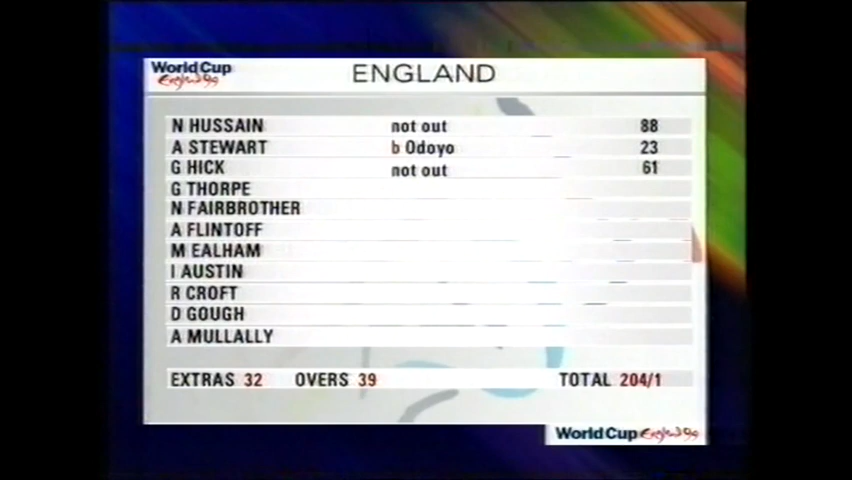 World Cup
England 99
ENGLAND
N HUSSAIN not out 88
A STEWART b Odoyo 23
G HICK not out 61
G THORPE
N FAIRBROTHER
A FLINTOFF
M EALHAM
I AUSTIN
R CROFT
D GOUGH
A MULLALLY
EXTRAS 32 OVERS 39 TOTAL 204/1
World Cup England 99